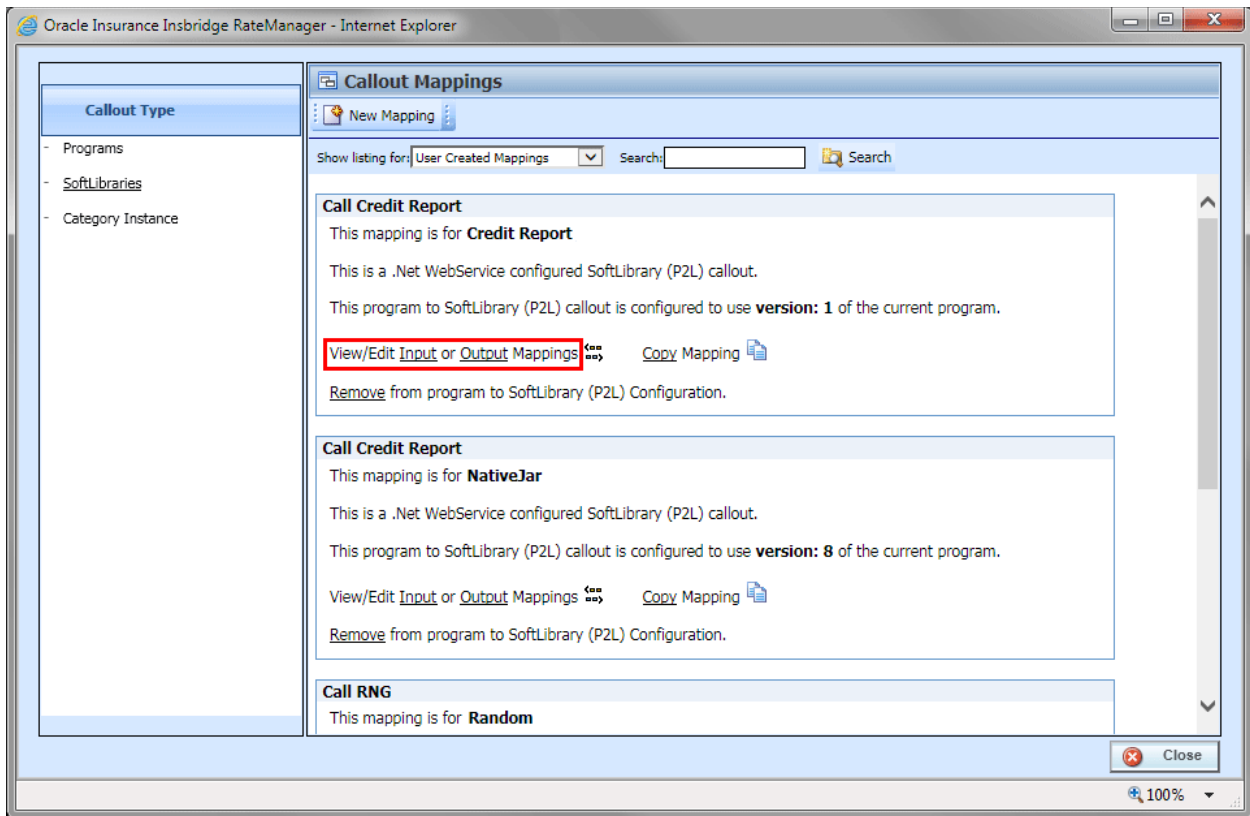 Oracle Insurance Insbridge RateManager - Internet Explorer
Callout Type
- Programs
- SoftLibraries
- Category Instance
Callout Mappings
New Mapping
Show listing for: User Created Mappings Search: Search
Call Credit Report
This mapping is for Credit Report
This is a .Net WebService configured SoftLibrary (P2L) callout.
This program to SoftLibrary (P2L) callout is configured to use version: 1 of the current program.
View/Edit Input or Output Mappings Copy Mapping
Remove from program to SoftLibrary (P2L) Configuration.
Call Credit Report
This mapping is for NativeJar
This is a .Net WebService configured SoftLibrary (P2L) callout.
This program to SoftLibrary (P2L) callout is configured to use version: 8 of the current program.
View/Edit Input or Output Mappings Copy Mapping
Remove from program to SoftLibrary (P2L) Configuration.
Call RNG
This mapping is for Random
Close
100%